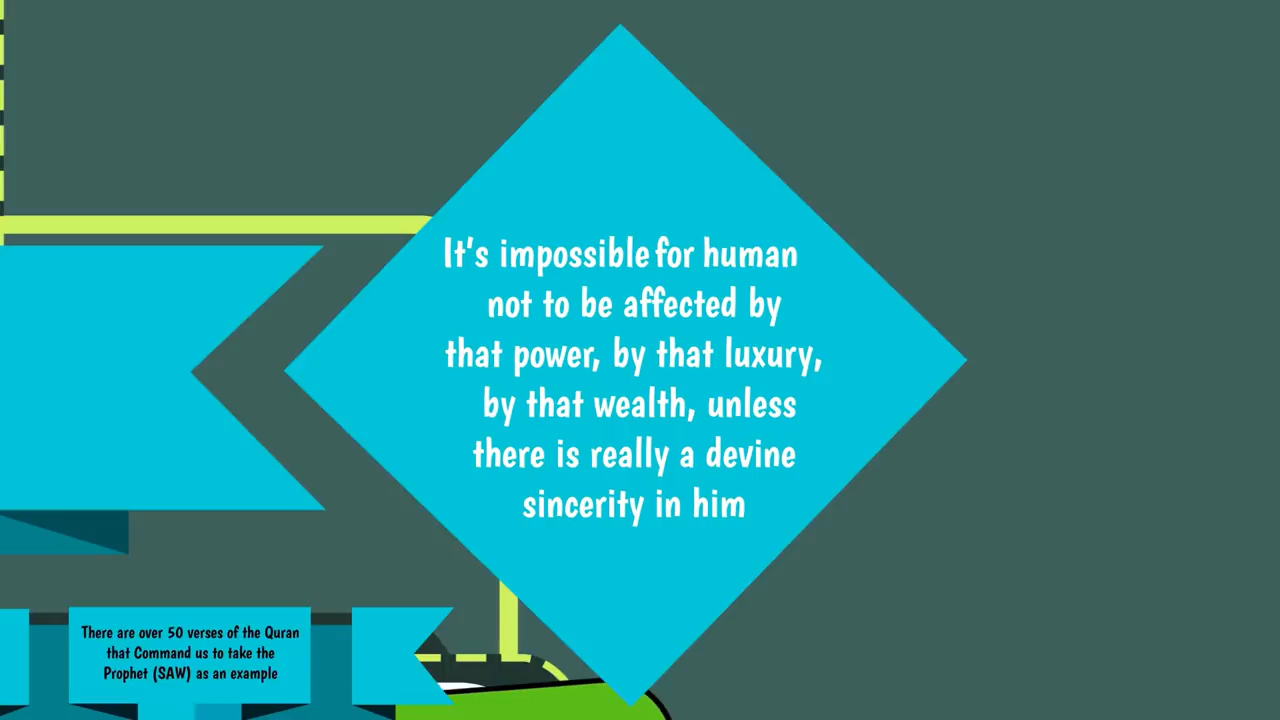 It's impossible for human
not to be affected by
that power, by that luxury,
by that wealth, unless
there is really a devine
sincerity in him
There are over 50 verses of the Quran
that Command us to take the
Prophet (SAW) as an example